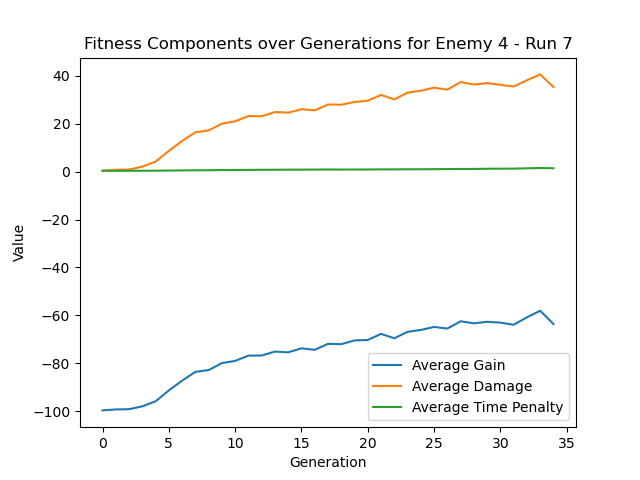 Fitness Components over Generations for Enemy 4 - Run 7
40
20
0
−20
−40
−60
−80
−100
Value
Average Gain
Average Damage
Average Time Penalty
0 5 10 15 20 25 30 35
Generation